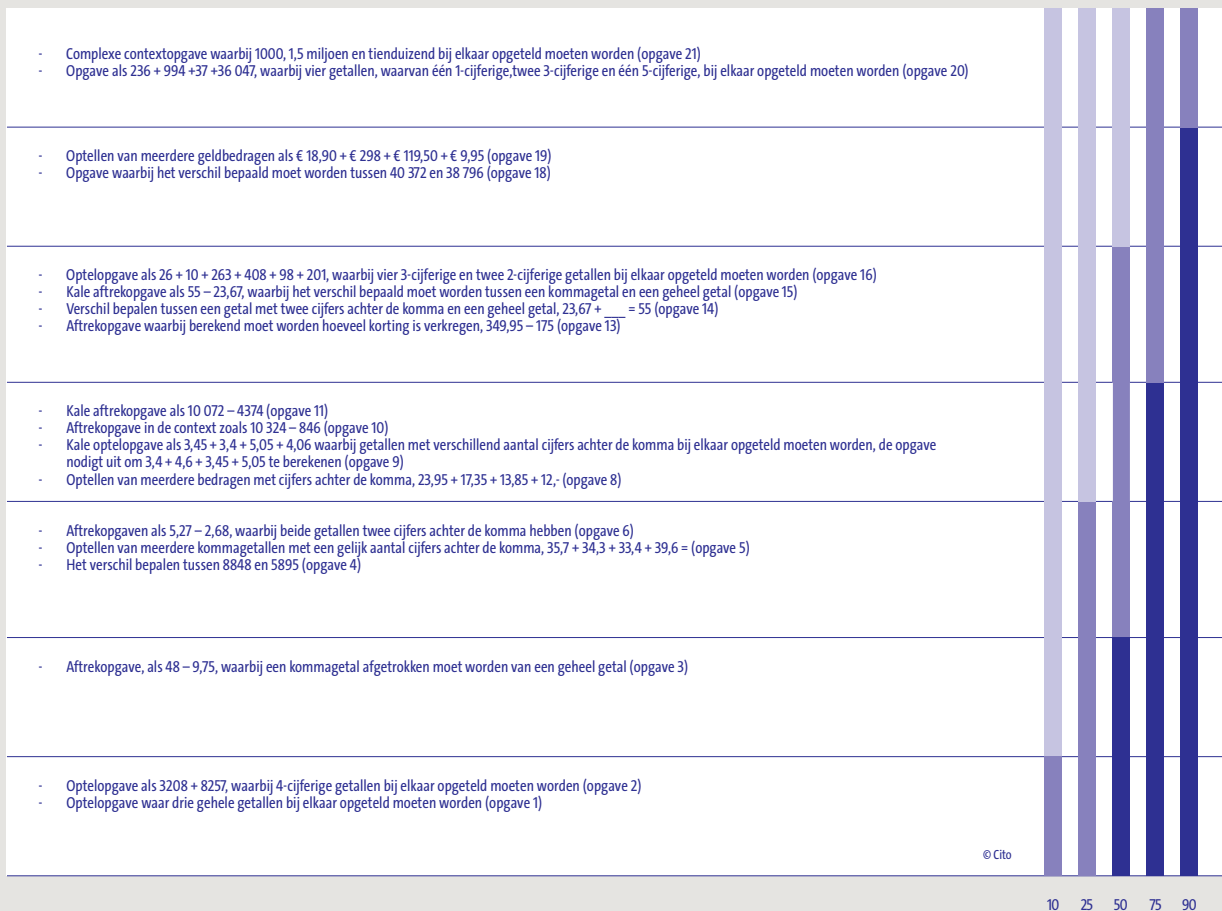 - Complexe contextopgave waarbij 1000, 1,5 miljoen en tienduizend bij elkaar opgeteld moeten worden (opgave 21)
- Opgave als 236 + 994 +37 +36 047, waarbij vier getallen, waarvan één 1-cijferige,twee 3-cijferige en één 5-cijferige, bij elkaar opgeteld moeten worden (opgave 20)
- Optellen van meerdere geldbedragen als € 18,90 + € 298 + € 119,50 + € 9,95 (opgave 19)
- Opgave waarbij het verschil bepaald moet worden tussen 40 372 en 38 796 (opgave 18)
- Optelopgave als 26 + 10 + 263 + 408 + 98 + 201, waarbij vier 3-cijferige en twee 2-cijferige getallen bij elkaar opgeteld moeten worden (opgave 16)
- Kale aftrekopgave als 55 – 23,67, waarbij het verschil bepaald moet worden tussen een kommagetal en een geheel getal (opgave 15)
- Verschil bepalen tussen een getal met twee cijfers achter de komma en een geheel getal, 23,67 + ___ = 55 (opgave 14)
- Aftrekopgave waarbij berekend moet worden hoeveel korting is verkregen, 349,95 – 175 (opgave 13)
- Kale aftrekopgave als 10 072 – 4374 (opgave 11)
- Aftrekopgave in de context zoals 10 324 – 846 (opgave 10)
- Kale optelopgave als 3,45 + 3,4 + 5,05 + 4,06 waarbij getallen met verschillend aantal cijfers achter de komma bij elkaar opgeteld moeten worden, de opgave
nodigt uit om 3,4 + 4,6 + 3,45 + 5,05 te berekenen (opgave 9)
- Optellen van meerdere bedragen met cijfers achter de komma, 23,95 + 17,35 + 13,85 + 12,- (opgave 8)
- Aftrekopgaven als 5,27 – 2,68, waarbij beide getallen twee cijfers achter de komma hebben (opgave 6)
- Optellen van meerdere kommagetallen met een gelijk aantal cijfers achter de komma, 35,7 + 34,3 + 33,4 + 39,6 = (opgave 5)
- Het verschil bepalen tussen 8848 en 5895 (opgave 4)
- Aftrekopgave, als 48 – 9,75, waarbij een kommagetal afgetrokken moet worden van een geheel getal (opgave 3)
- Optelopgave als 3208 + 8257, waarbij 4-cijferige getallen bij elkaar opgeteld moeten worden (opgave 2)
- Optelopgave waar drie gehele getallen bij elkaar opgeteld moeten worden (opgave 1)
© Cito
10 25 50 75 90